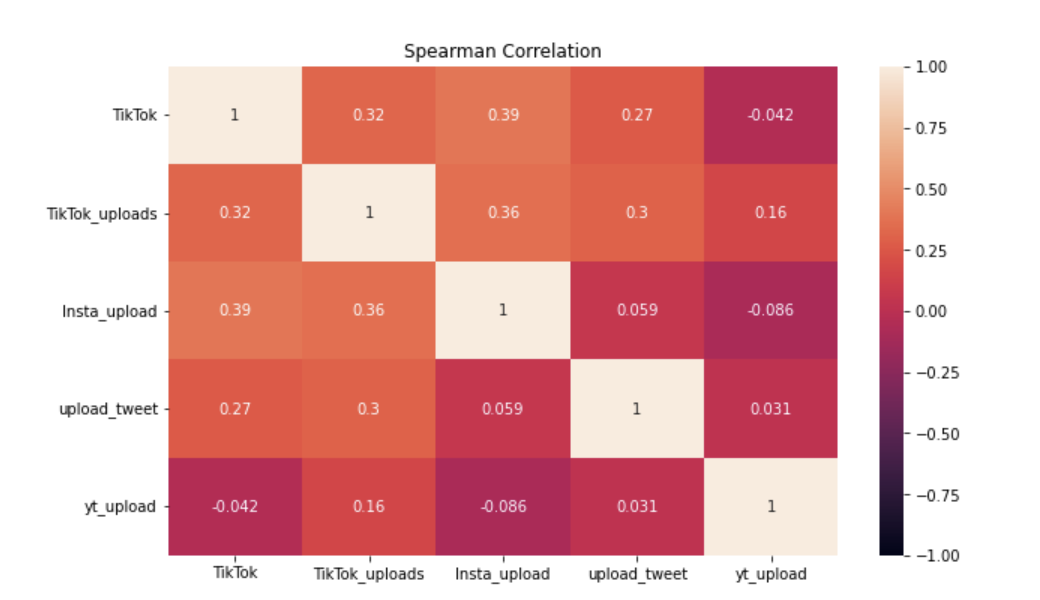 Spearman Correlation
TikTok 1 0.32 0.39 0.27 -0.042
TikTok_uploads 0.32 1 0.36 0.3 0.16
Insta_upload 0.39 0.36 1 0.059 -0.086
upload_tweet 0.27 0.3 0.059 1 0.031
yt_upload -0.042 0.16 -0.086 0.031 1
TikTok TikTok_uploads Insta_upload upload_tweet yt_upload
1.00
0.75
0.50
0.25
0.00
−0.25
−0.50
−0.75
−1.00